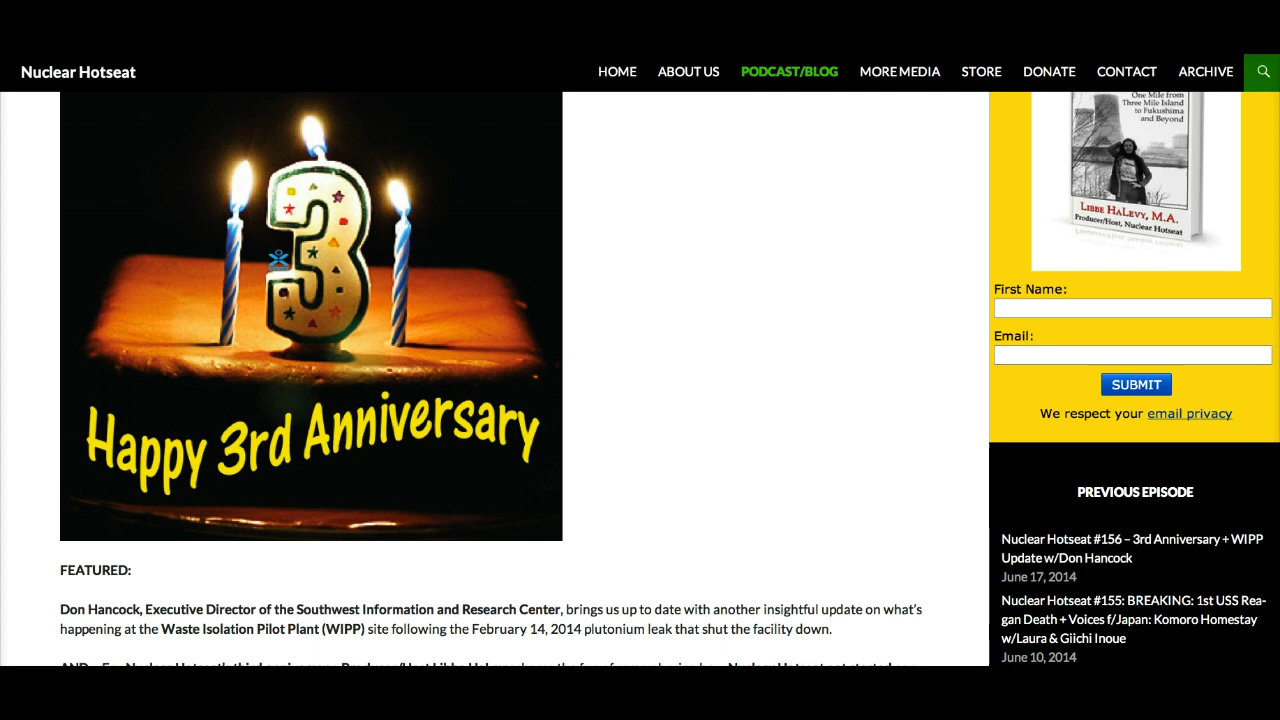 Nuclear Hotseat
HOME ABOUT US PODCAST/BLOG MORE MEDIA STORE DONATE CONTACT ARCHIVE
3
Happy 3rd Anniversary
FEATURED:
Don Hancock, Executive Director of the Southwest Information and Research Center, brings us up to date with another insightful update on what's
happening at the Waste Isolation Pilot Plant (WIPP) site following the February 14, 2014 plutonium leak that shut the facility down.
One Mile from
Three Mile Island
to Fukushima
and Beyond
LIBBE HALEVY, M.A.
Producer/Host, Nuclear Hotseat
First Name:
Email:
SUBMIT
We respect your email privacy
PREVIOUS EPISODE
Nuclear Hotseat #156 – 3rd Anniversary + WIPP
Update w/Don Hancock
June 17, 2014
Nuclear Hotseat #155: BREAKING: 1st USS Rea-
gan Death + Voices f/Japan: Komoro Homestay
w/Laura & Giichi Inoue
June 10, 2014